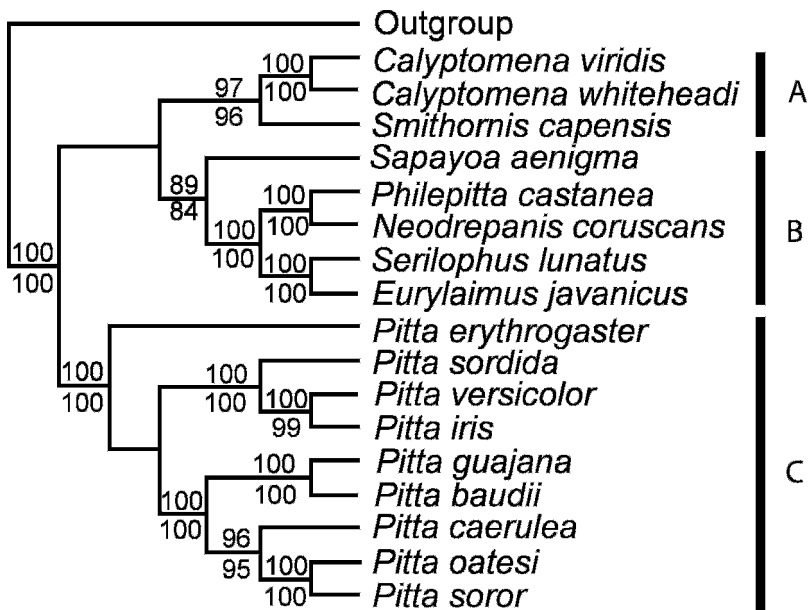 Outgroup
100
Calyptomena viridis
97
100
Calyptomena whiteheadi
A
96
Smithornis capensis
Sapayoa aenigma
89
100
Philepitta castanea
84
100
100
Neodrepanis coruscans
B
100
100
100
Serilophus lunatus
100
100
Eurylaimus javanicus
Pitta erythrogaster
100
100
Pitta sordida
100
100
100
Pitta versicolor
99
Pitta iris
100
Pitta guajana
C
100
100
Pitta baudii
100
96
Pitta caerulea
95
100
Pitta oatesi
100
Pitta soror